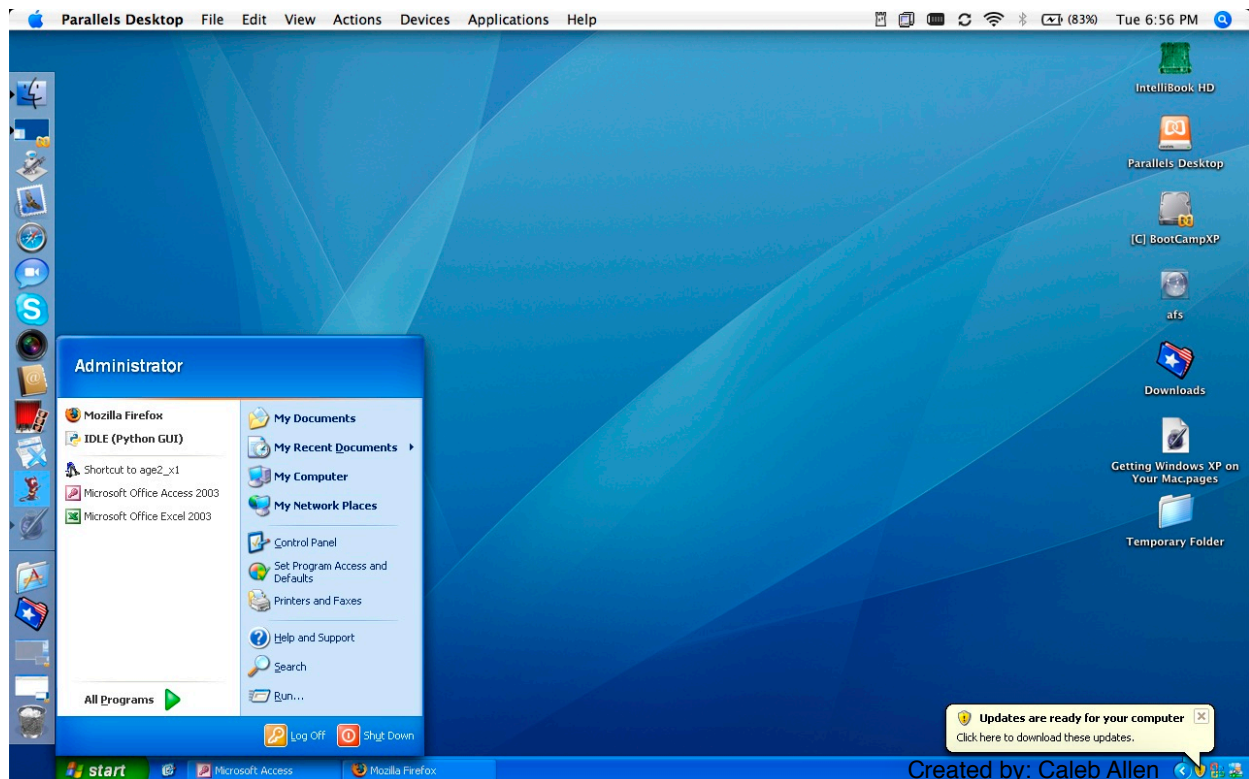 Parallels Desktop File Edit View Actions Devices Applications Help (83%) Tue 6:56 PM
IntelliBook HD
Parallels Desktop
[C] BootCampXP
afs
Downloads
Getting Windows XP on
Your Mac.pages
Temporary Folder
Administrator
Mozilla Firefox
IDLE (Python GUI)
Shortcut to age2_x1
Microsoft Office Access 2003
Microsoft Office Excel 2003
All Programs
My Documents
My Recent Documents
My Computer
My Network Places
Control Panel
Set Program Access and
Defaults
Printers and Faxes
Help and Support
Search
Run...
Log Off Shut Down
Updates are ready for your computer
Click here to download these updates.
start Microsoft Access Mozilla Firefox
Created by: Caleb Allen